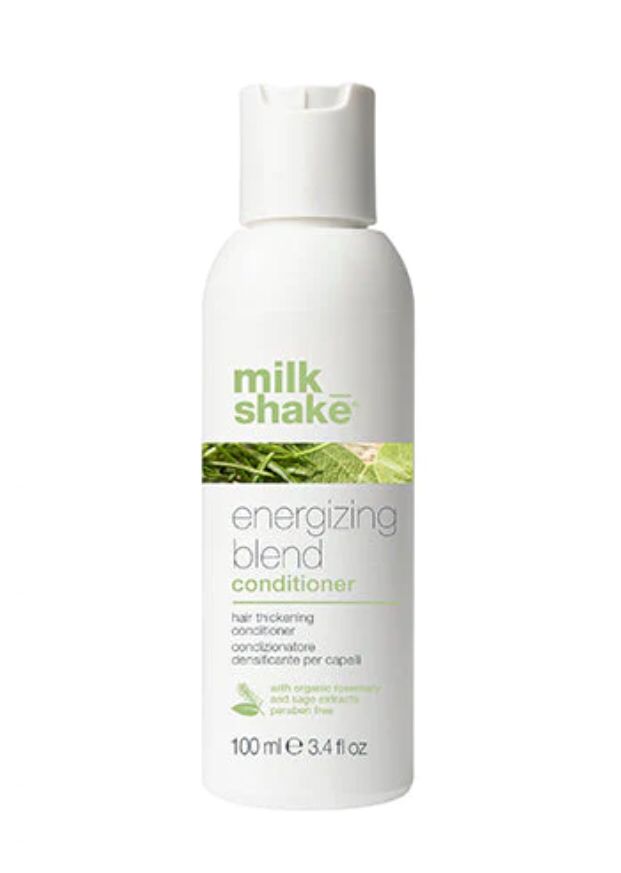 milk
shakē
energizing
blend
conditioner
hair thickening
conditioner
condizionatore
densificante per capelli
with organic rosemary
and sage extracts
paraben free
100 ml ℮ 3.4 fl oz